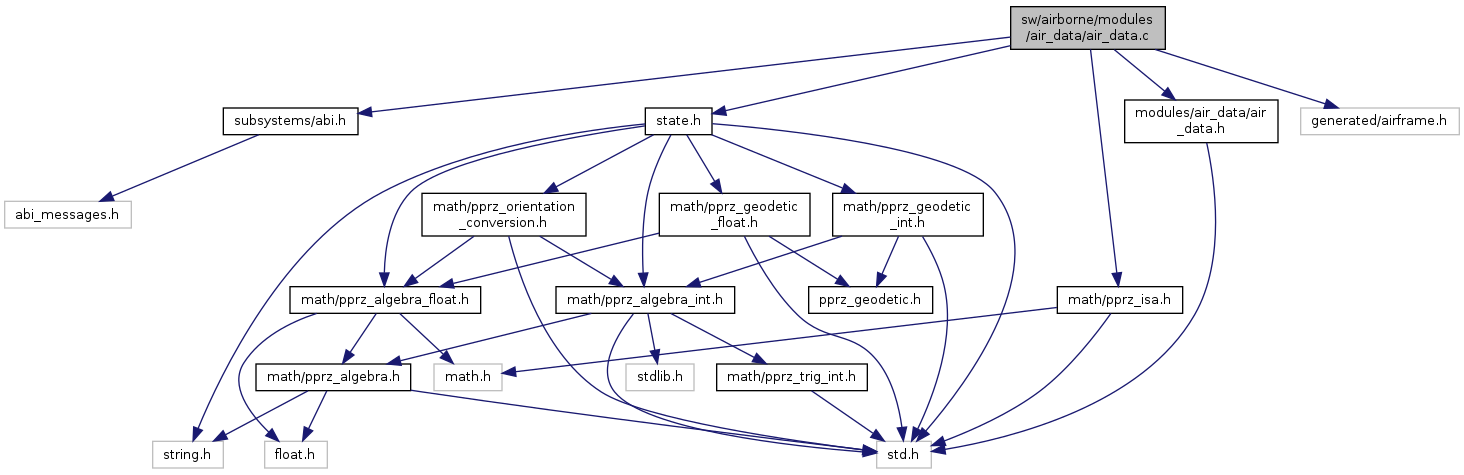 sw/airborne/modules
/air_data/air_data.c
subsystems/abi.h
state.h
modules/air_data/air
_data.h
generated/airframe.h
abi_messages.h
math/pprz_orientation
_conversion.h
math/pprz_geodetic
_float.h
math/pprz_geodetic
_int.h
math/pprz_algebra_float.h
math/pprz_algebra_int.h
pprz_geodetic.h
math/pprz_isa.h
math/pprz_algebra.h
math.h
stdlib.h
math/pprz_trig_int.h
string.h
float.h
std.h